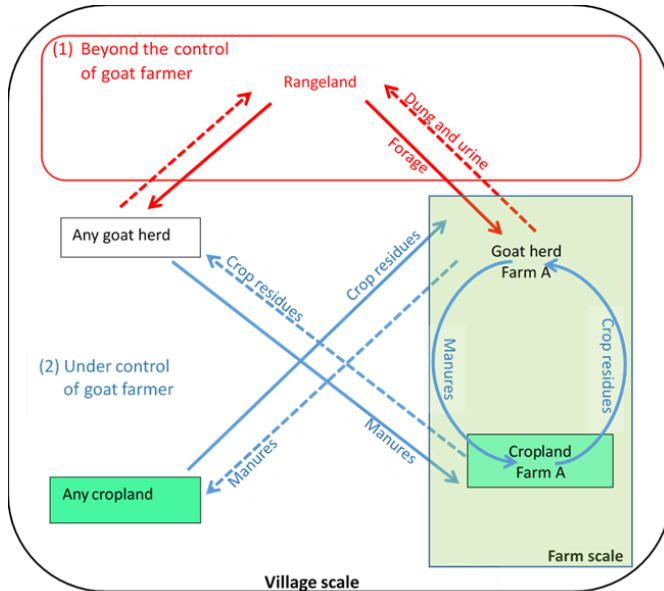 (1) Beyond the control
of goat farmer
Rangeland
Dung and urine
Forage
Any goat herd
Goat herd
Farm A
Crop residues
Crop residues
Crop residues
Manures
(2) Under control
of goat farmer
Manures
Manures
Cropland
Farm A
Any cropland
Farm scale
Village scale